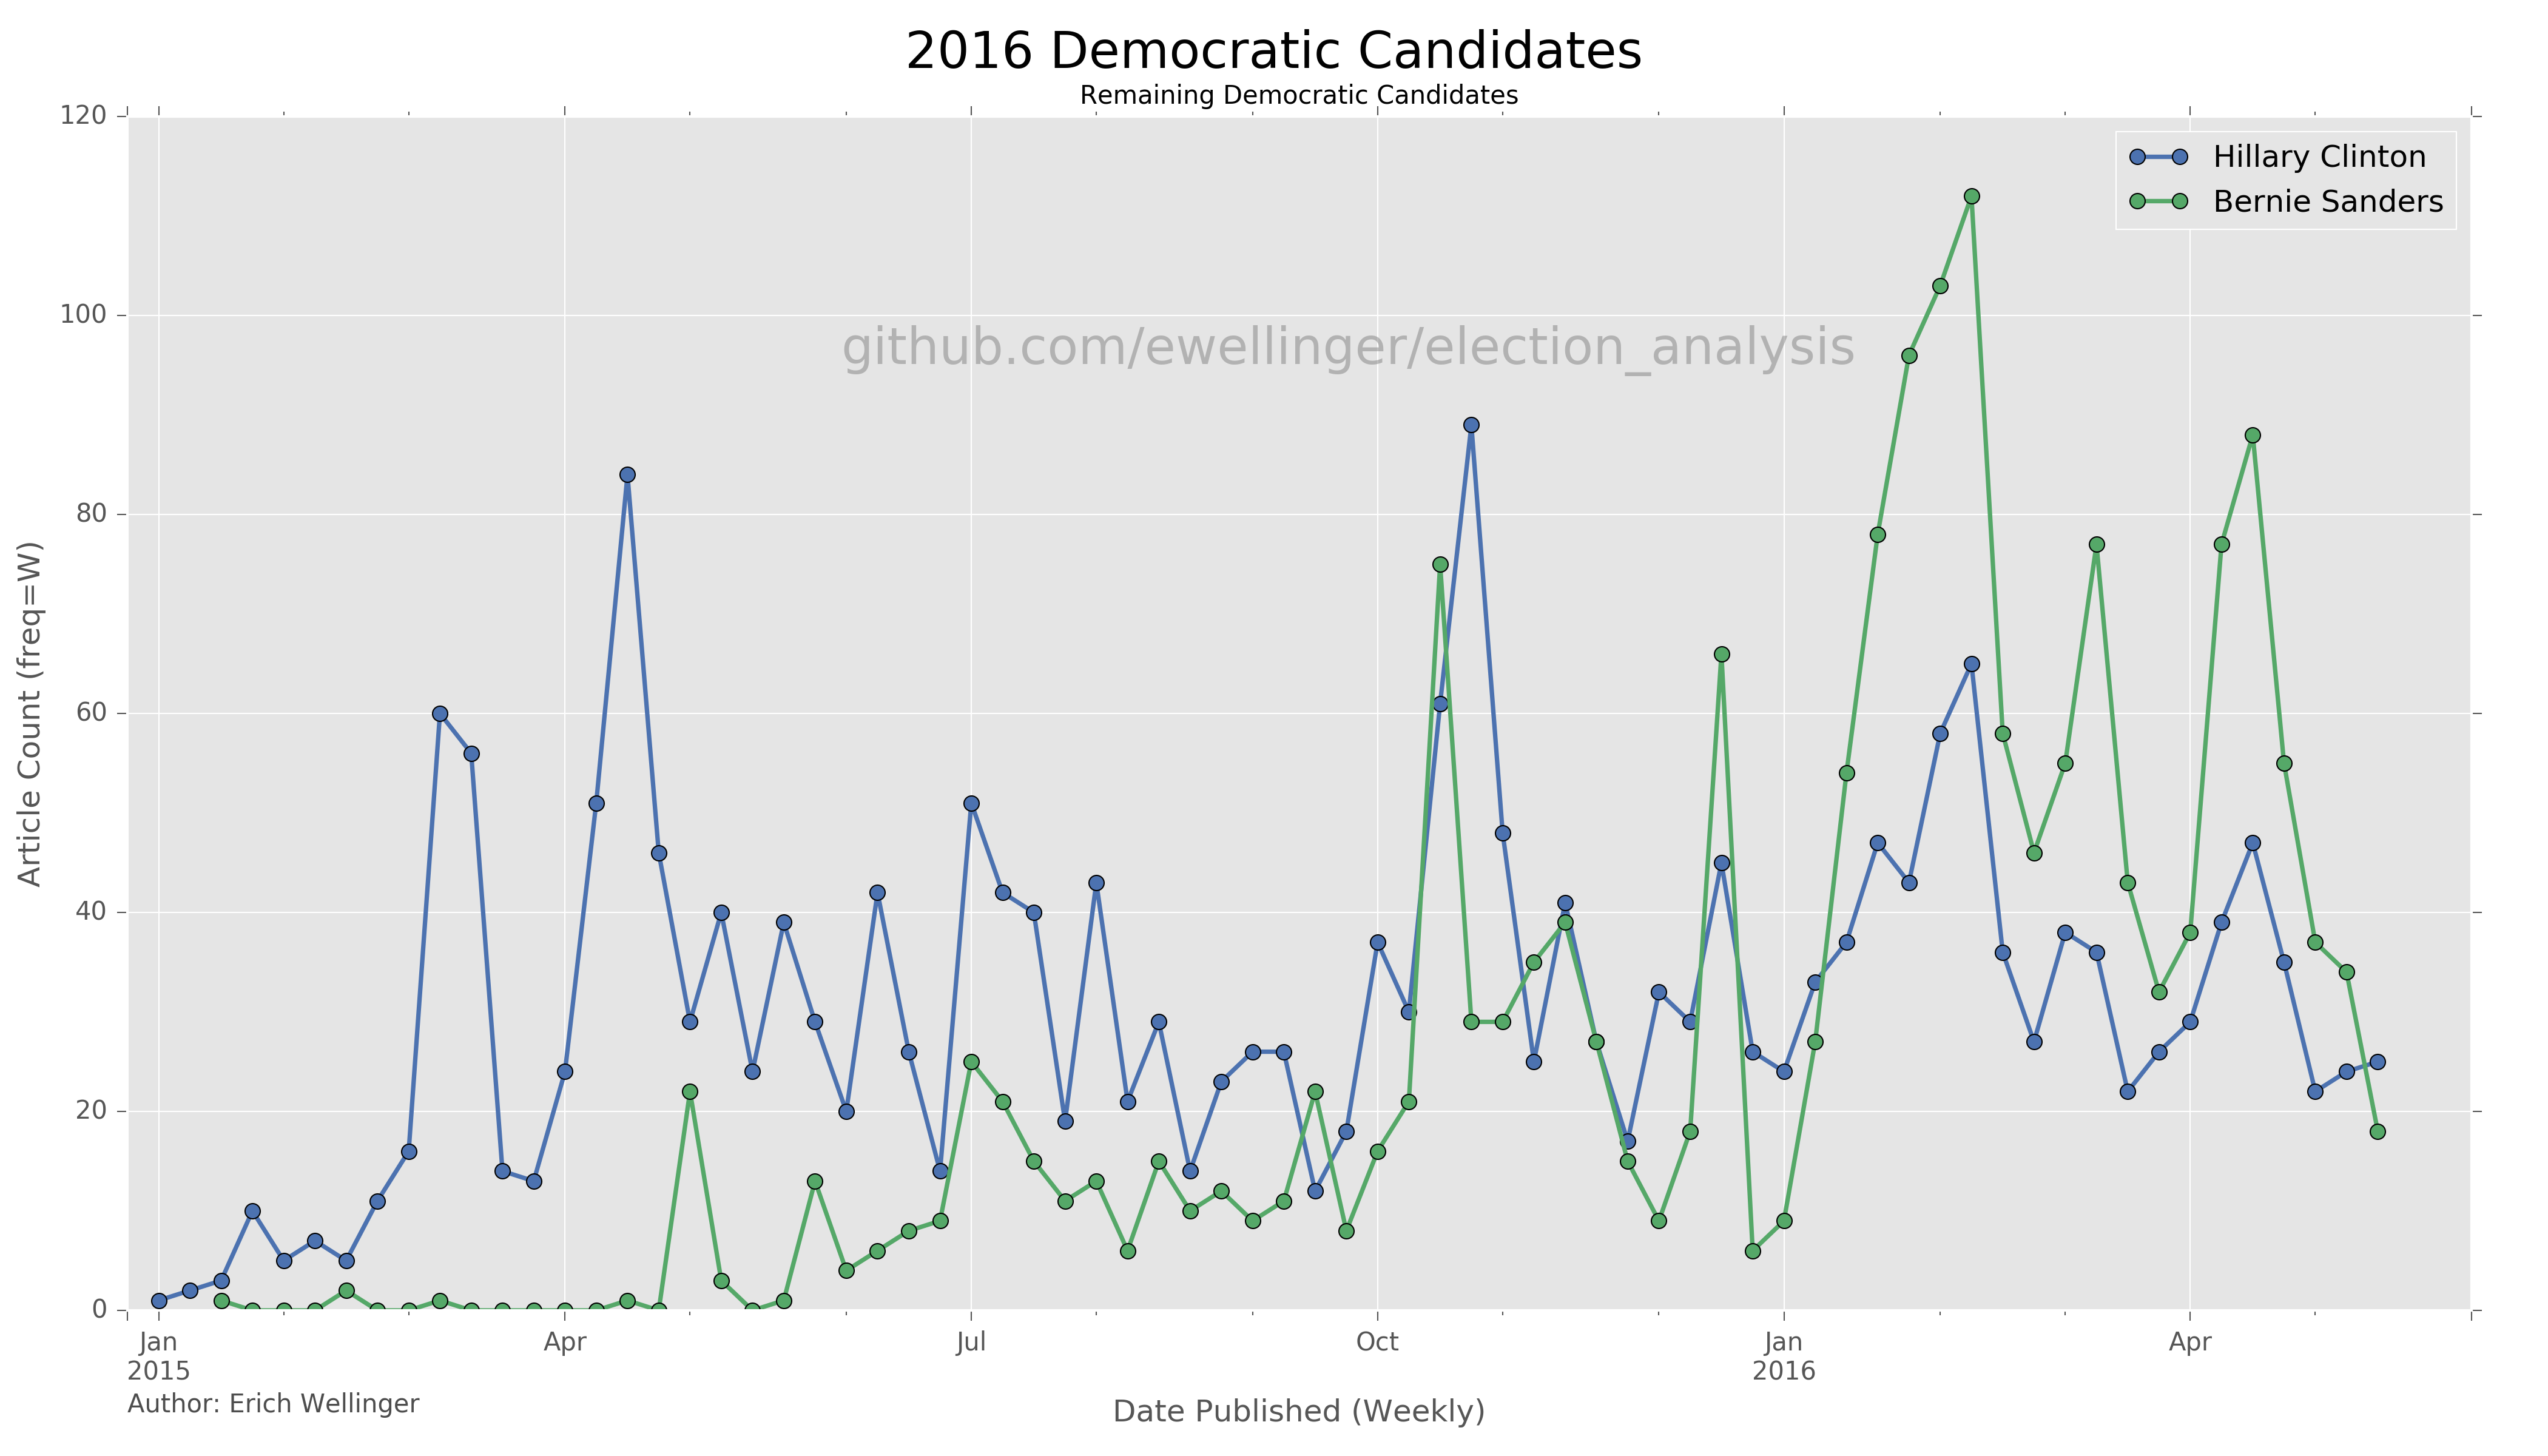 2016 Democratic Candidates
Remaining Democratic Candidates
120
100
80
60
40
20
0
Article Count (freq=W)
github.com/ewellinger/election_analysis
Hillary Clinton
Bernie Sanders
Jan Apr Jul Oct Jan Apr
2015 2016
Author: Erich Wellinger
Date Published (Weekly)